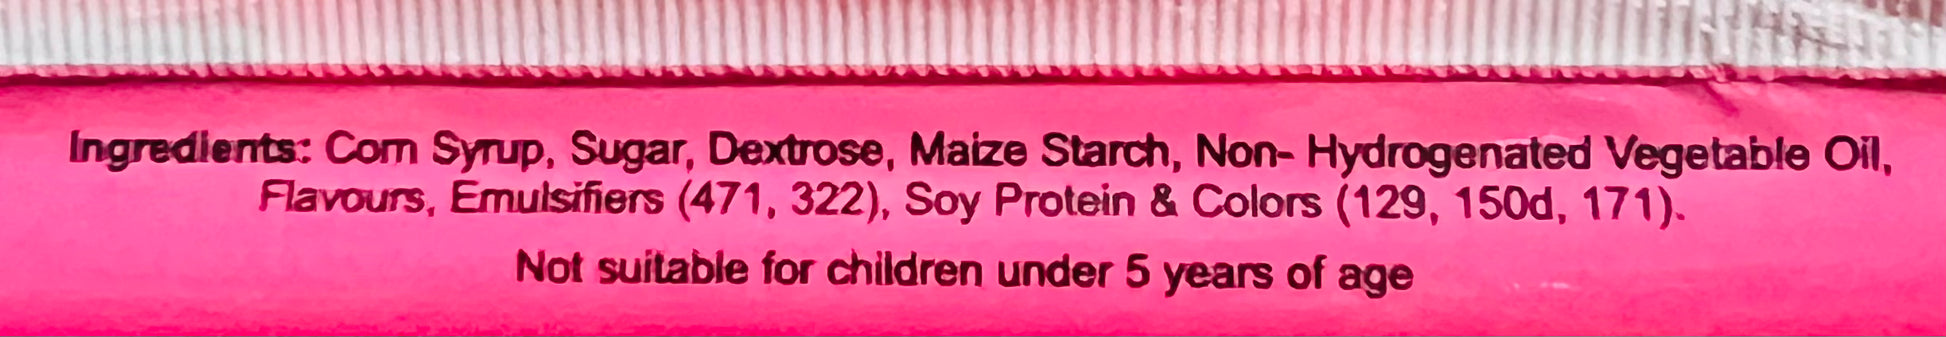 Ingredients: Corn Syrup, Sugar, Dextrose, Maize Starch, Non- Hydrogenated Vegetable Oil,
Flavours, Emulsifiers (471, 322), Soy Protein & Colors (129, 150d, 171).
Not suitable for children under 5 years of age